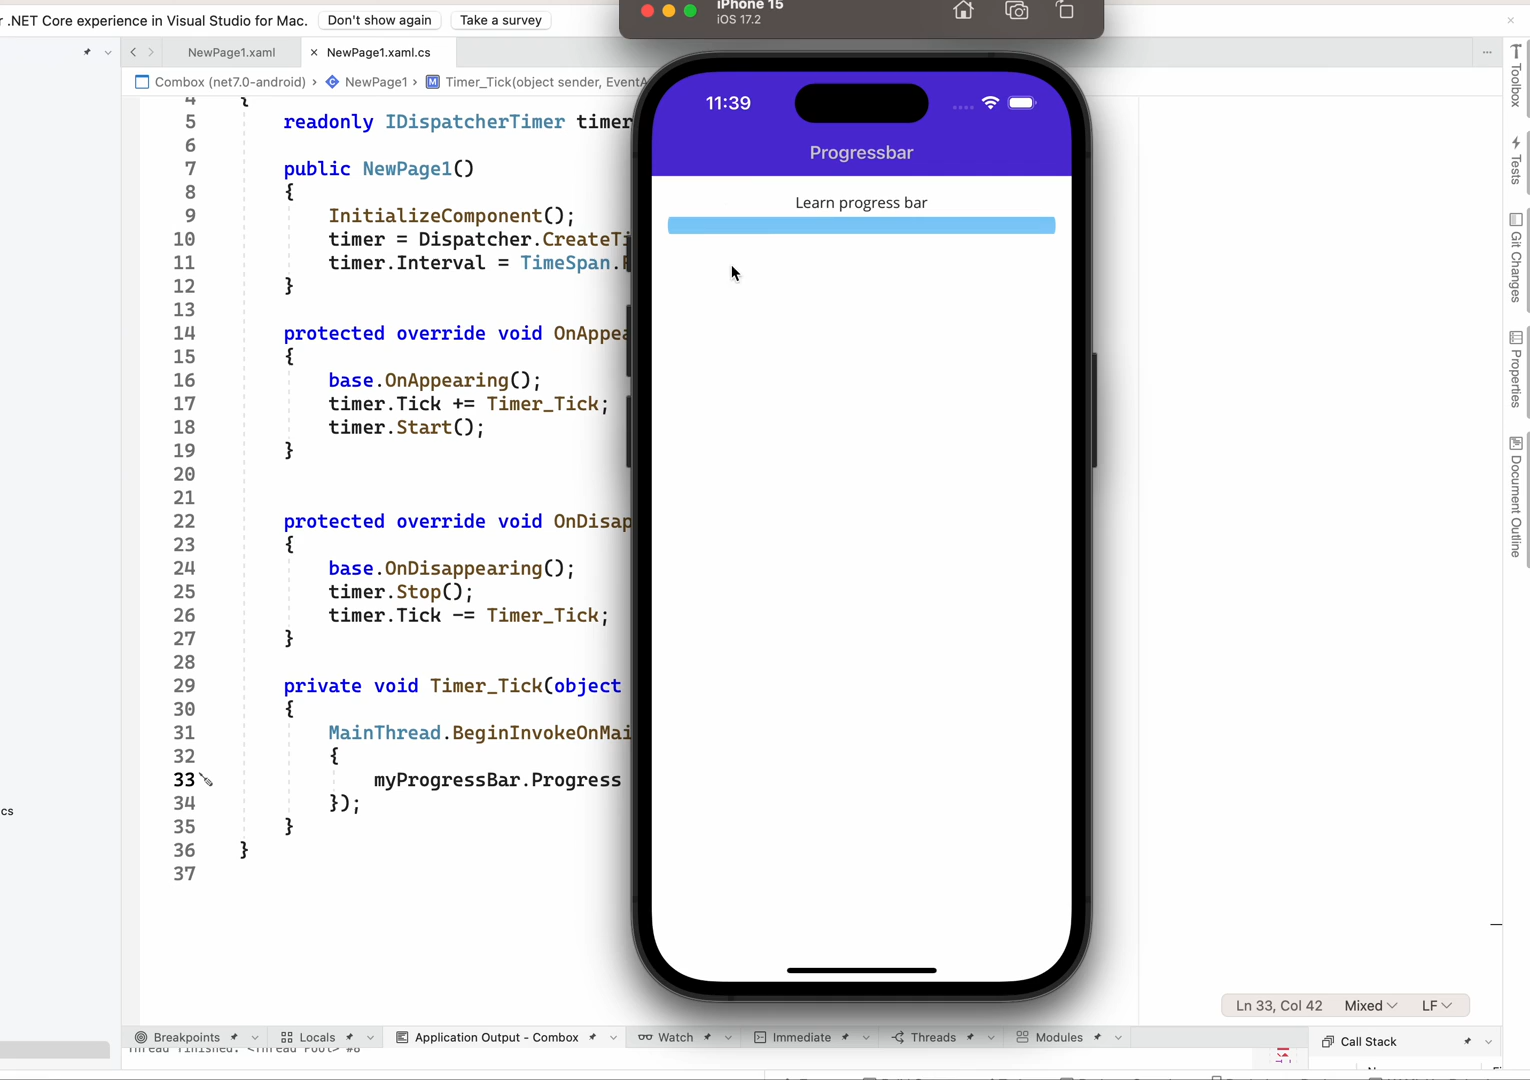 r .NET Core experience in Visual Studio for Mac. Don't show again Take a survey
iPhone 15
iOS 17.2
NewPage1.xaml NewPage1.xaml.cs
Combox (net7.0-android) › NewPage1 › Timer_Tick(object sender, EventA
4 {
5 readonly IDispatcherTimer timer
6
7 public NewPage1()
8 {
9 InitializeComponent();
10 timer = Dispatcher.CreateTi
11 timer.Interval = TimeSpan.F
12 }
13
14 protected override void OnAppea
15 {
16 base.OnAppearing();
17 timer.Tick += Timer_Tick;
18 timer.Start();
19 }
20
21
22 protected override void OnDisap
23 {
24 base.OnDisappearing();
25 timer.Stop();
26 timer.Tick -= Timer_Tick;
27 }
28
29 private void Timer_Tick(object
30 {
31 MainThread.BeginInvokeOnMai
32 {
33 myProgressBar.Progress
34 });
35 }
36 }
37
cs
11:39
Progressbar
Learn progress bar
Toolbox
Tests
Git Changes
Properties
Document Outline
Ln 33, Col 42 Mixed LF
Breakpoints Locals Application Output - Combox Watch Immediate Threads Modules
Call Stack
Thread finished: <Thread Pool> #8